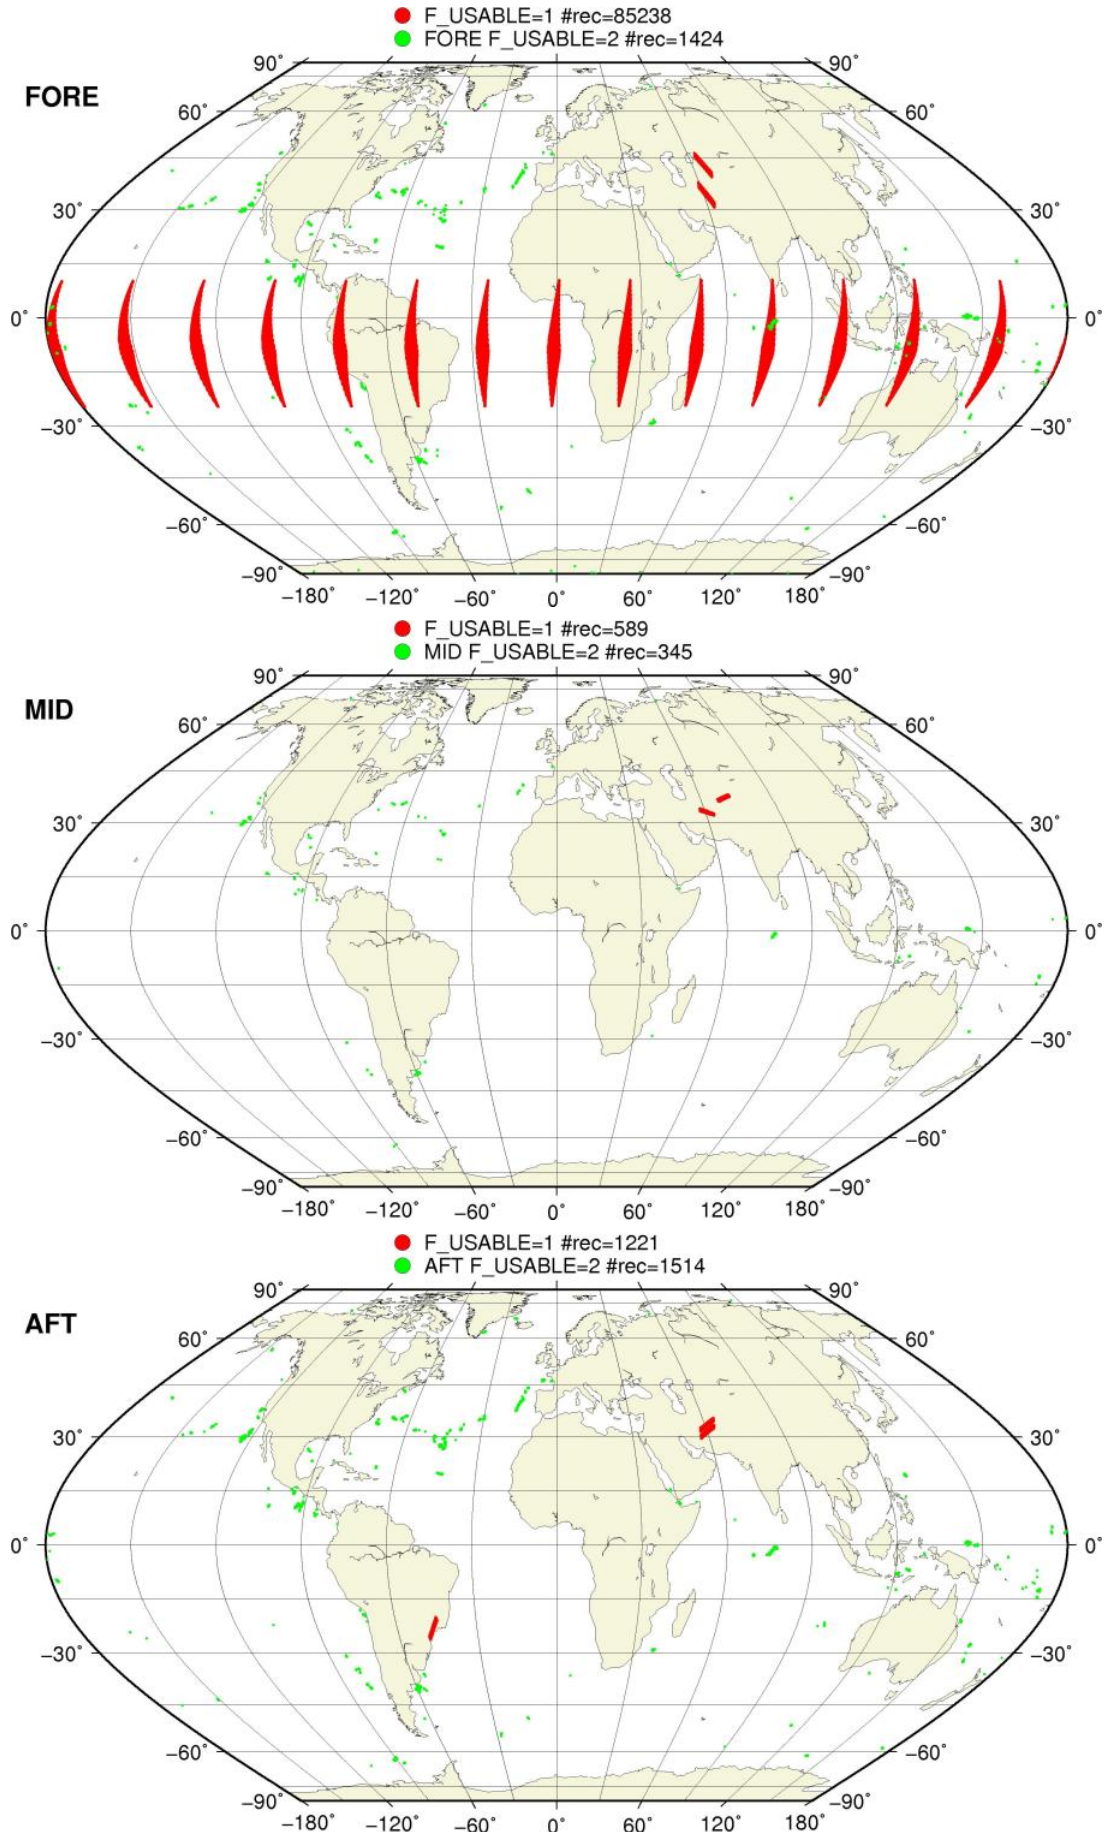 F_USABLE=1 #rec=85238
FORE F_USABLE=2 #rec=1424
FORE
90° 90°
60° 60°
30° 30°
0° 0°
−30° −30°
−60° −60°
−90° −90°
−180° −120° −60° 0° 60° 120° 180°
F_USABLE=1 #rec=589
MID F_USABLE=2 #rec=345
MID
90° 90°
60° 60°
30° 30°
0° 0°
−30° −30°
−60° −60°
−90° −90°
−180° −120° −60° 0° 60° 120° 180°
F_USABLE=1 #rec=1221
AFT F_USABLE=2 #rec=1514
AFT
90° 90°
60° 60°
30° 30°
0° 0°
−30° −30°
−60° −60°
−90° −90°
−180° −120° −60° 0° 60° 120° 180°